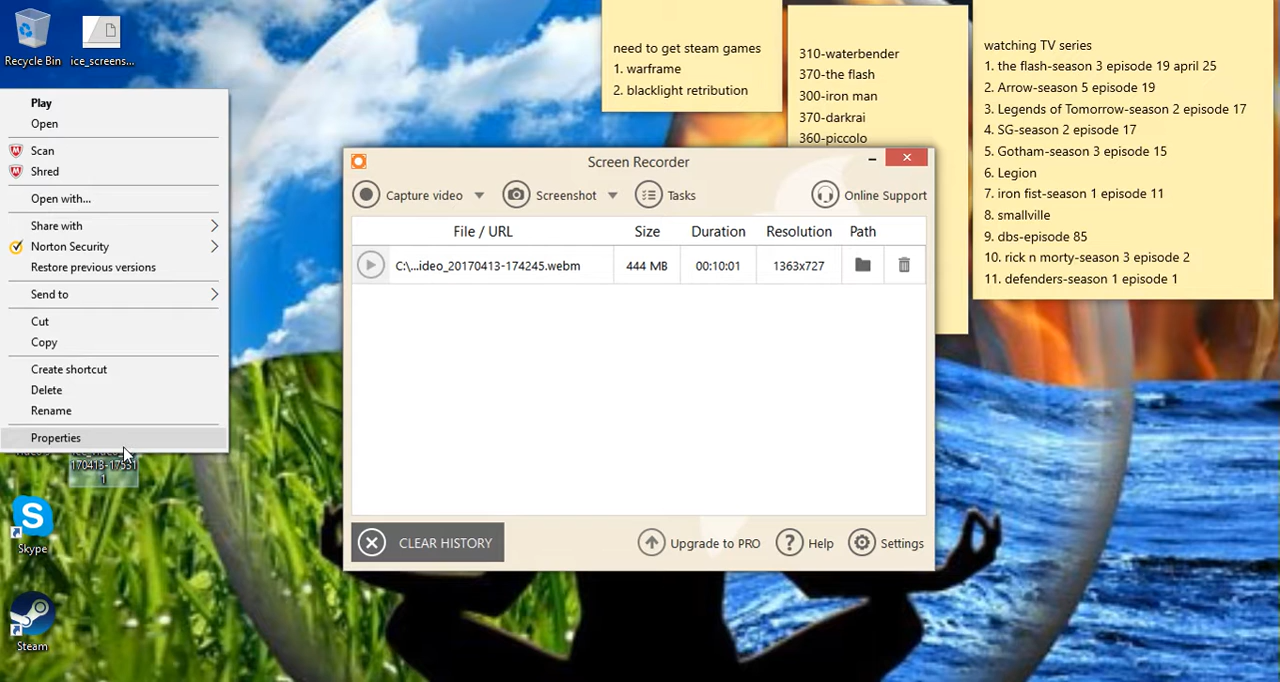 Recycle Bin
ice_screens...
Play
Open
Scan
Shred
Open with...
Share with
Norton Security
Restore previous versions
Send to
Cut
Copy
Create shortcut
Delete
Rename
Properties
170413-17531
1
Skype
Steam
need to get steam games
1. warframe
2. blacklight retribution
310-waterbender
370-the flash
300-iron man
370-darkrai
360-piccolo
watching TV series
1. the flash-season 3 episode 19 april 25
2. Arrow-season 5 episode 19
3. Legends of Tomorrow-season 2 episode 17
4. SG-season 2 episode 17
5. Gotham-season 3 episode 15
6. Legion
7. iron fist-season 1 episode 11
8. smallville
9. dbs-episode 85
10. rick n morty-season 3 episode 2
11. defenders-season 1 episode 1
Screen Recorder
Capture video
Screenshot
Tasks
Online Support
File / URL Size Duration Resolution Path
C:\...ideo_20170413-174245.webm 444 MB 00:10:01 1363x727
CLEAR HISTORY
Upgrade to PRO
Help
Settings